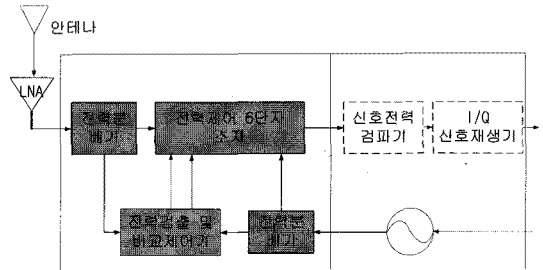 안테나
LNA
전력분
배기
전력제어 6단자
소자
신호전력
검파기
I/Q
신호재생기
전력검출 및
비교제어기
전력분
배기